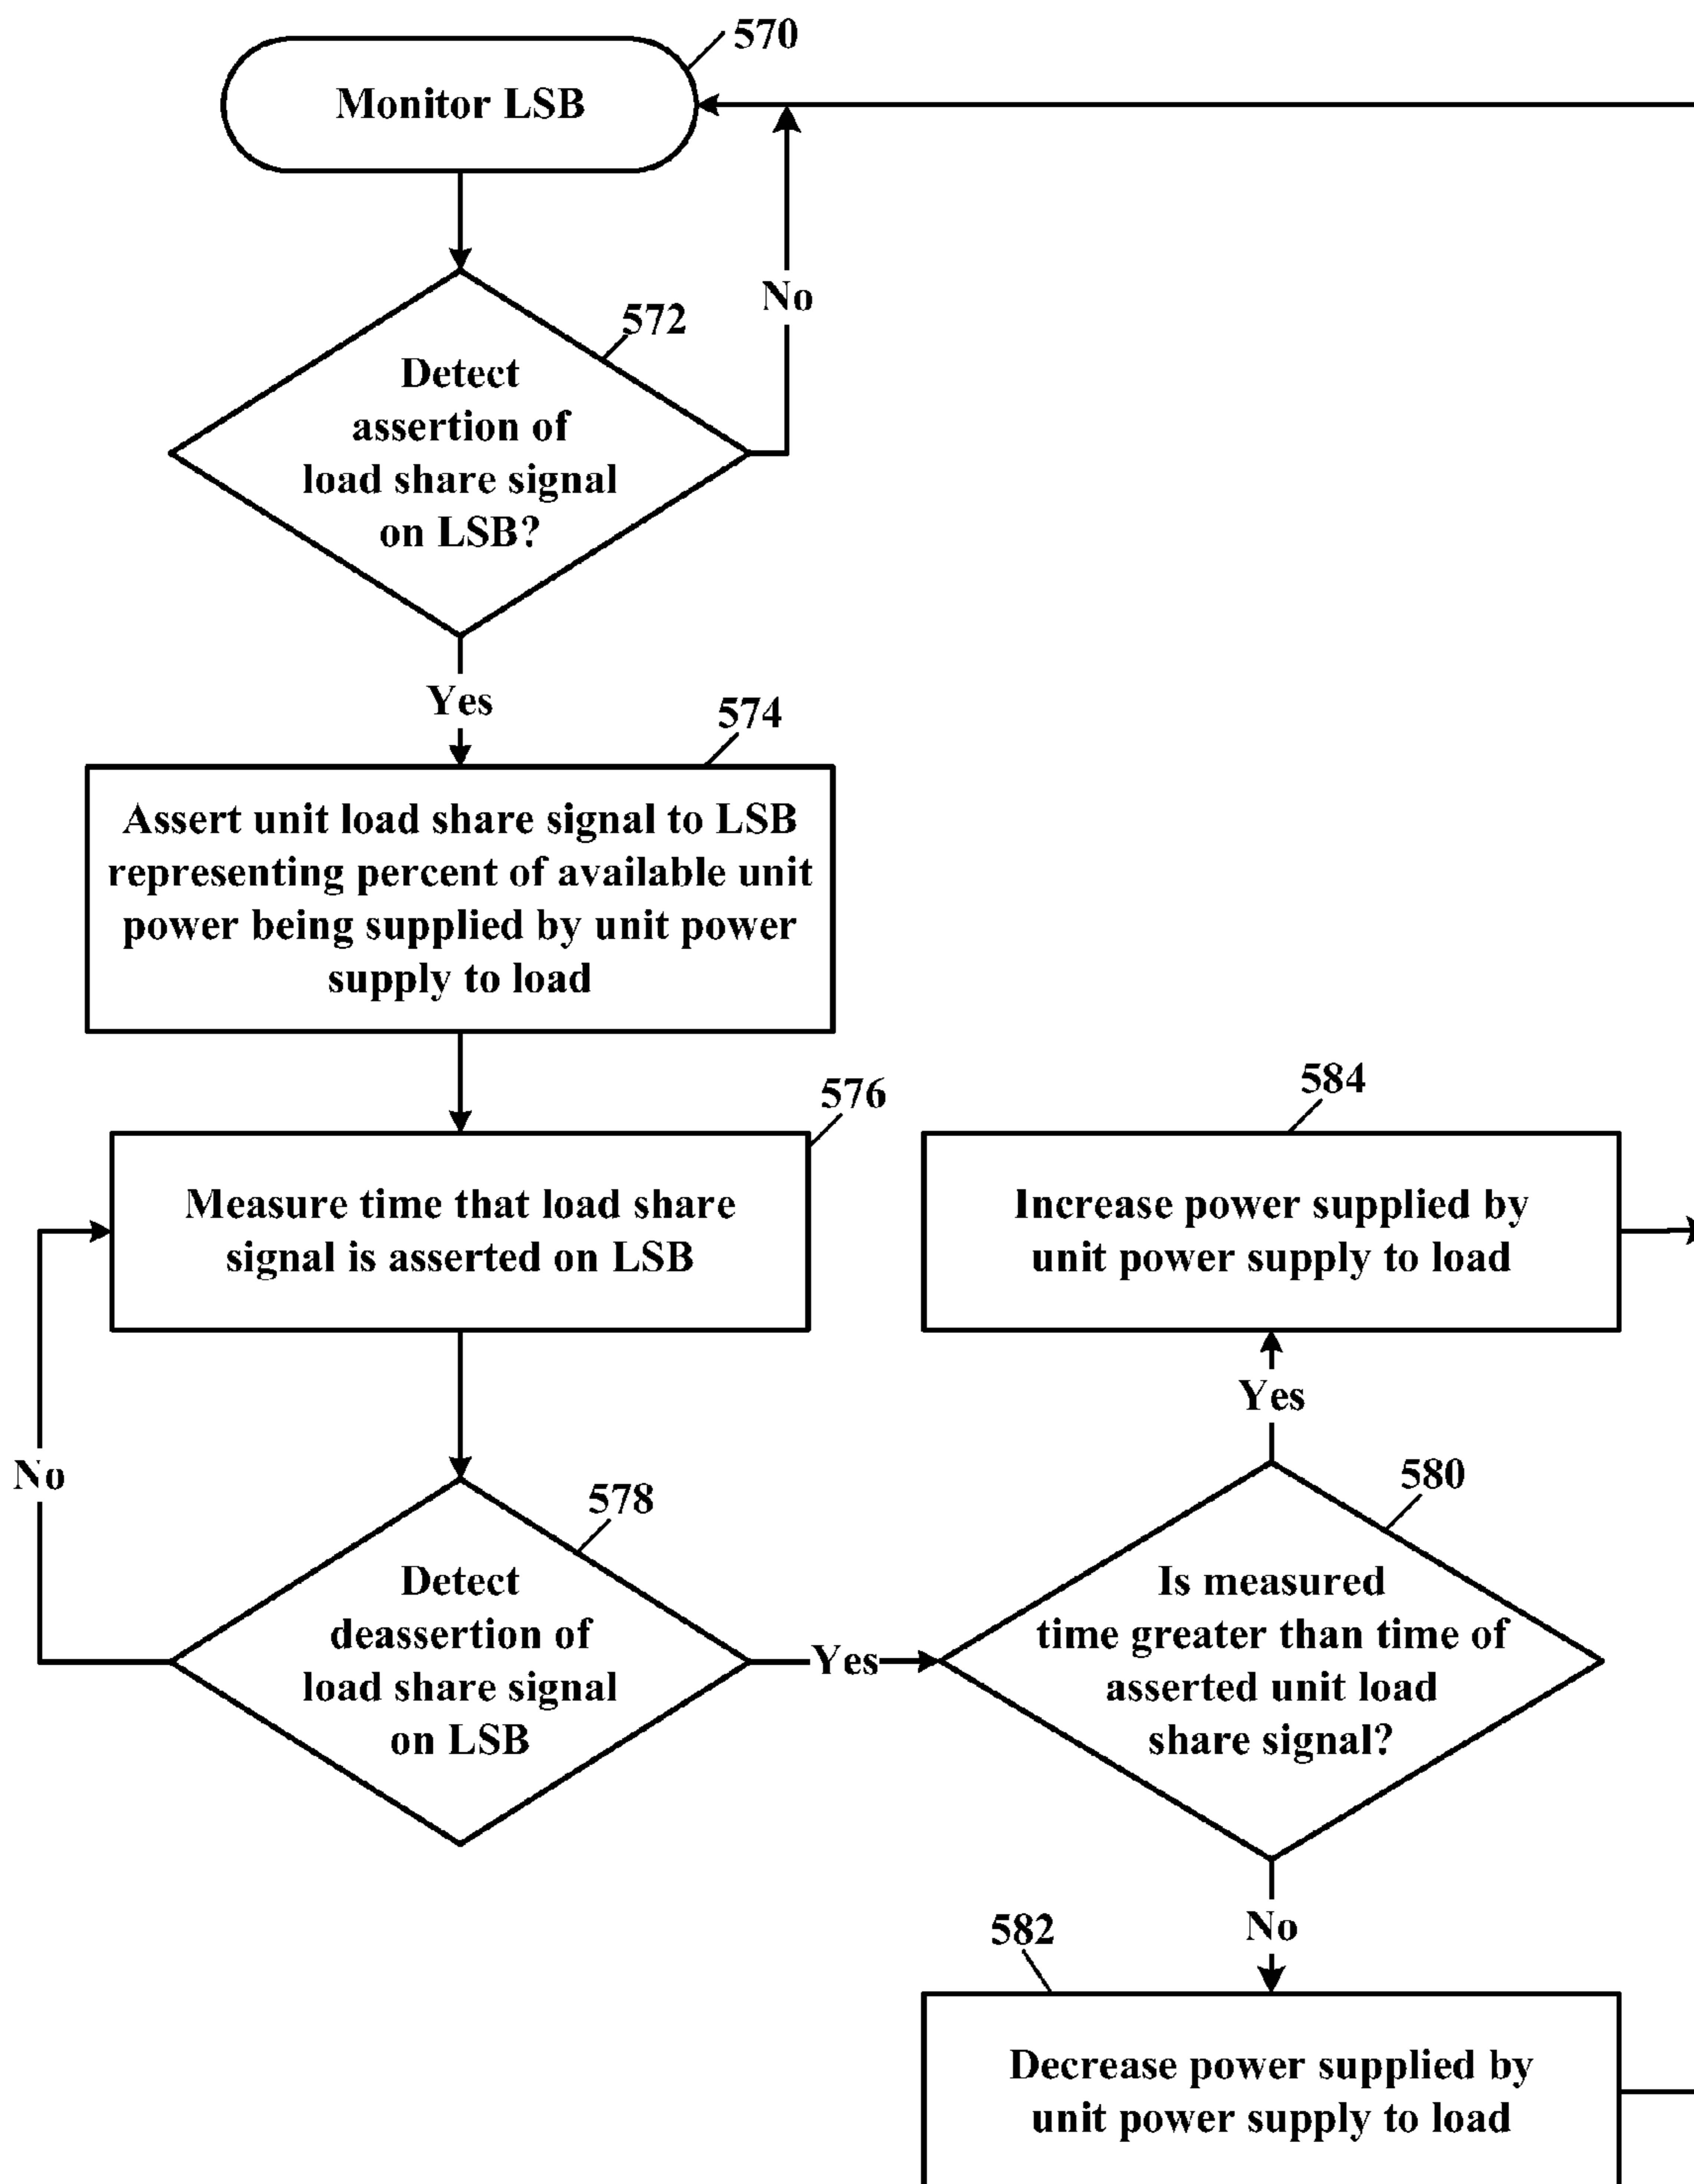 570
Monitor LSB
572
Detect
assertion of
load share signal
on LSB?
No
Yes
574
Assert unit load share signal to LSB
representing percent of available unit
power being supplied by unit power
supply to load
576
Measure time that load share
signal is asserted on LSB
578
Detect
deassertion of
load share signal
on LSB
No
Yes
580
Is measured
time greater than time of
asserted unit load
share signal?
Yes
584
Increase power supplied by
unit power supply to load
No
582
Decrease power supplied by
unit power supply to load